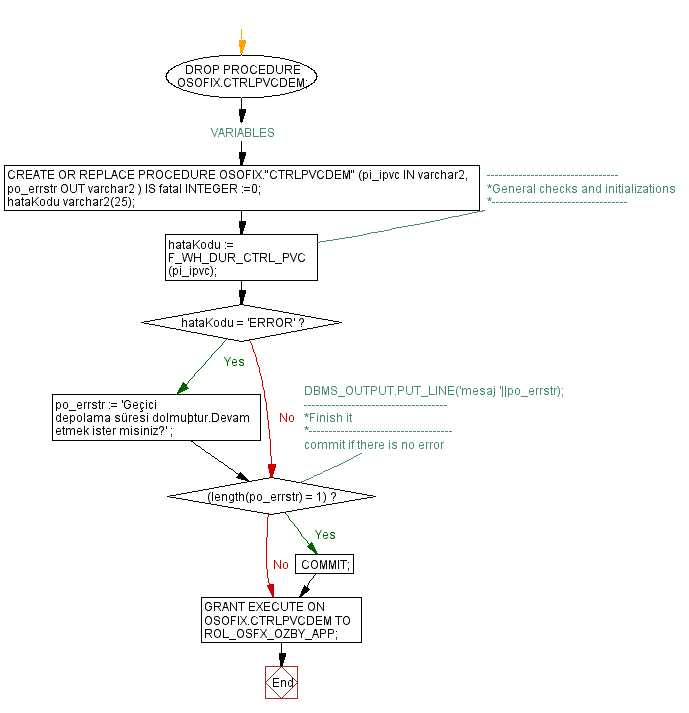 DROP PROCEDURE
OSOFIX.CTRLPVCDEM;
VARIABLES
CREATE OR REPLACE PROCEDURE OSOFIX."CTRLPVCDEM" (pi_ipvc IN varchar2,
po_errstr OUT varchar2 ) IS fatal INTEGER :=0;
hataKodu varchar2(25);
-----------------------------------
*General checks and initializations
*-----------------------------------
hataKodu :=
F_WH_DUR_CTRL_PVC
(pi_ipvc);
hataKodu = 'ERROR' ?
Yes
po_errstr := 'Geçici
depolama süresi dolmuþtur.Devam
etmek ister misiniz?' ;
No
DBMS_OUTPUT.PUT_LINE('mesaj '||po_errstr);
--------------------------------------
*Finish it
*--------------------------------------
commit if there is no error
(length(po_errstr) = 1) ?
Yes
No
COMMIT;
GRANT EXECUTE ON
OSOFIX.CTRLPVCDEM TO
ROL_OSFX_OZBY_APP;
End